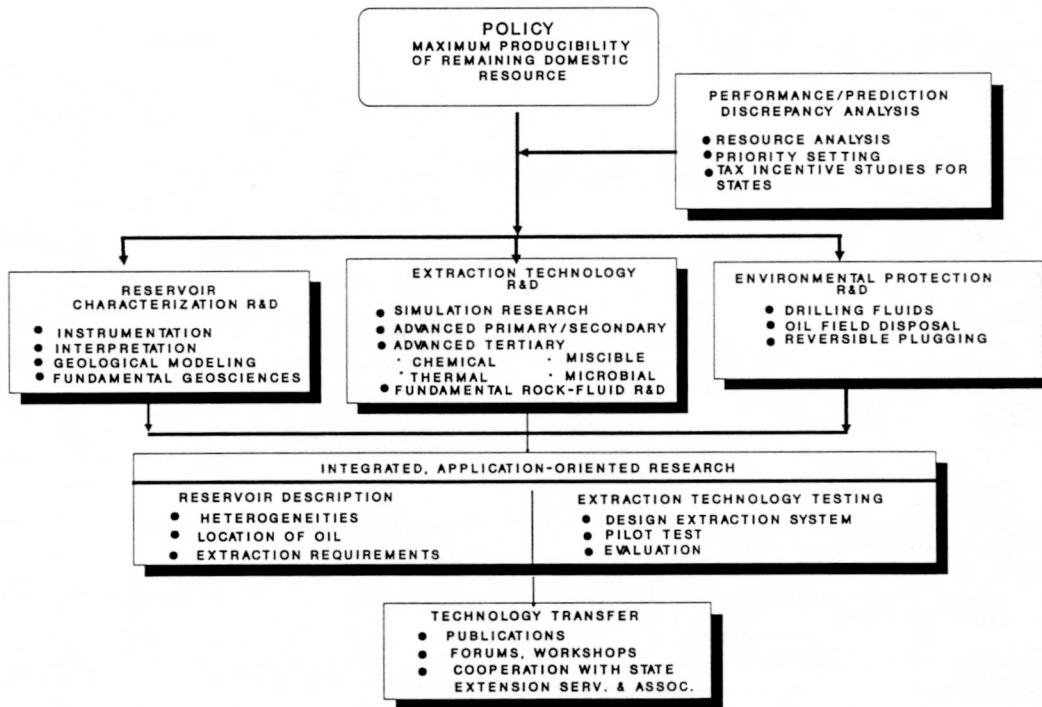 POLICY
MAXIMUM PRODUCIBILITY
OF REMAINING DOMESTIC
RESOURCE
PERFORMANCE/PREDICTION
DISCREPANCY ANALYSIS
● RESOURCE ANALYSIS
● PRIORITY SETTING
● TAX INCENTIVE STUDIES FOR
STATES
RESERVOIR
CHARACTERIZATION R&D
● INSTRUMENTATION
● INTERPRETATION
● GEOLOGICAL MODELING
● FUNDAMENTAL GEOSCIENCES
EXTRACTION TECHNOLOGY
R&D
● SIMULATION RESEARCH
● ADVANCED PRIMARY/SECONDARY
● ADVANCED TERTIARY
· CHEMICAL · MISCIBLE
· THERMAL · MICROBIAL
● FUNDAMENTAL ROCK-FLUID R&D
ENVIRONMENTAL PROTECTION
R&D
● DRILLING FLUIDS
● OIL FIELD DISPOSAL
● REVERSIBLE PLUGGING
INTEGRATED, APPLICATION-ORIENTED RESEARCH
RESERVOIR DESCRIPTION
● HETEROGENEITIES
● LOCATION OF OIL
● EXTRACTION REQUIREMENTS
EXTRACTION TECHNOLOGY TESTING
● DESIGN EXTRACTION SYSTEM
● PILOT TEST
● EVALUATION
TECHNOLOGY TRANSFER
● PUBLICATIONS
● FORUMS, WORKSHOPS
● COOPERATION WITH STATE
EXTENSION SERV. & ASSOC.